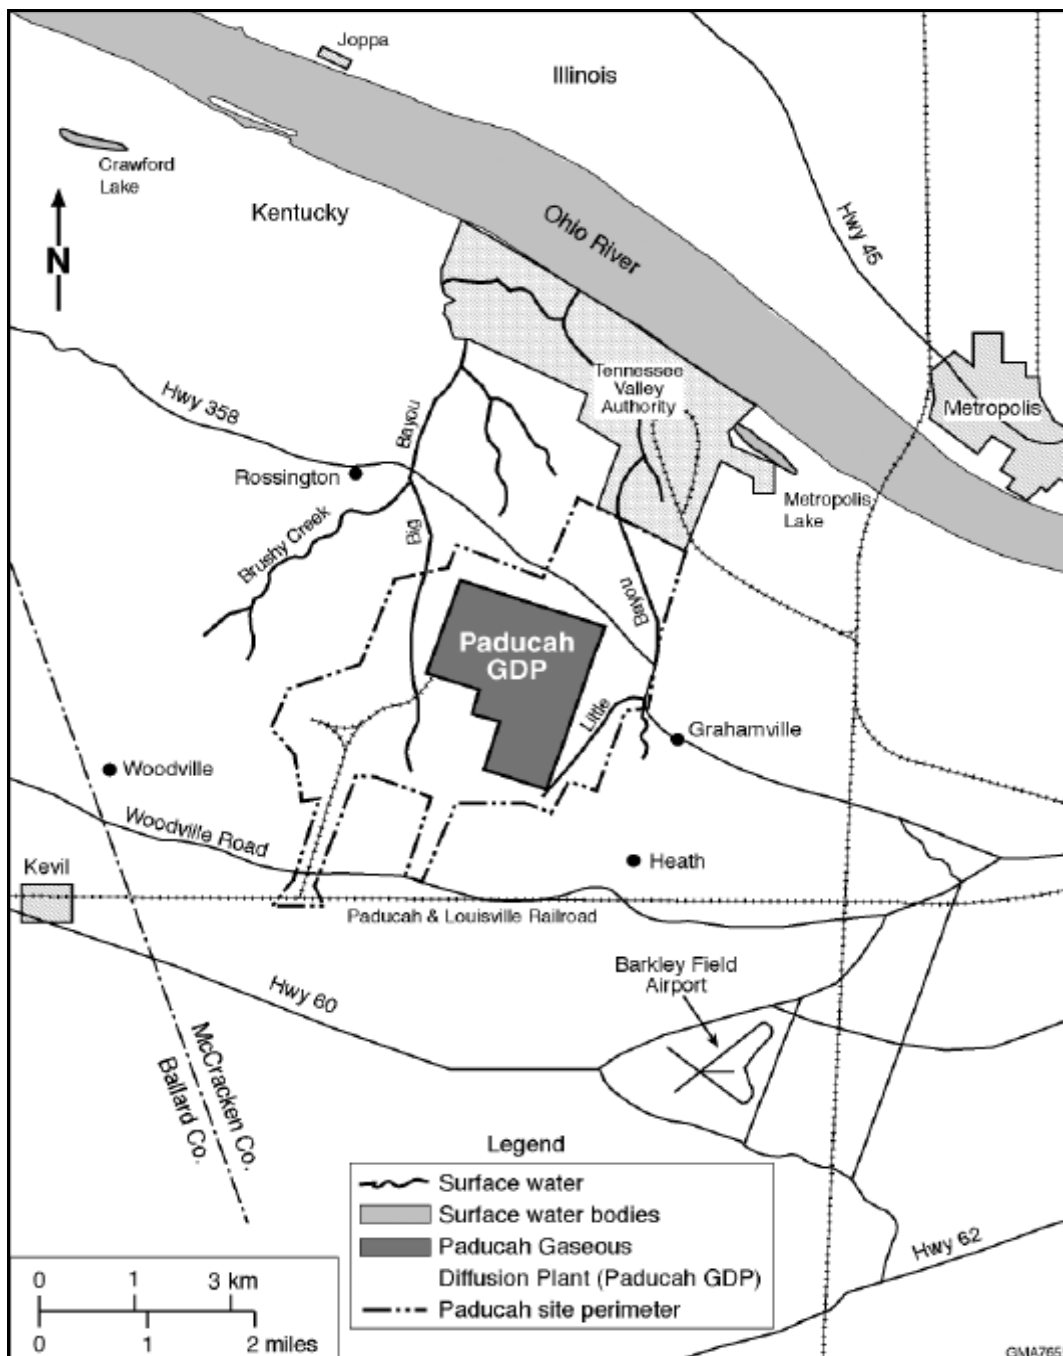 Joppa
Illinois
Crawford
Lake
Kentucky
N
Ohio River
Hwy 45
Hwy 358
Tennessee
Valley
Authority
Metropolis
Bayou
Rossington
Metropolis
Lake
Big
Brushy Creek
Bayou
Paducah
GDP
Little
Grahamville
Woodville
Woodville Road
Heath
Kevil
Paducah & Louisville Railroad
Barkley Field
Airport
Hwy 60
McCracken Co.
Ballard Co.
Legend
Surface water
Surface water bodies
Paducah Gaseous
Diffusion Plant (Paducah GDP)
Paducah site perimeter
Hwy 62
0 1 3 km
0 1 2 miles
GMA765